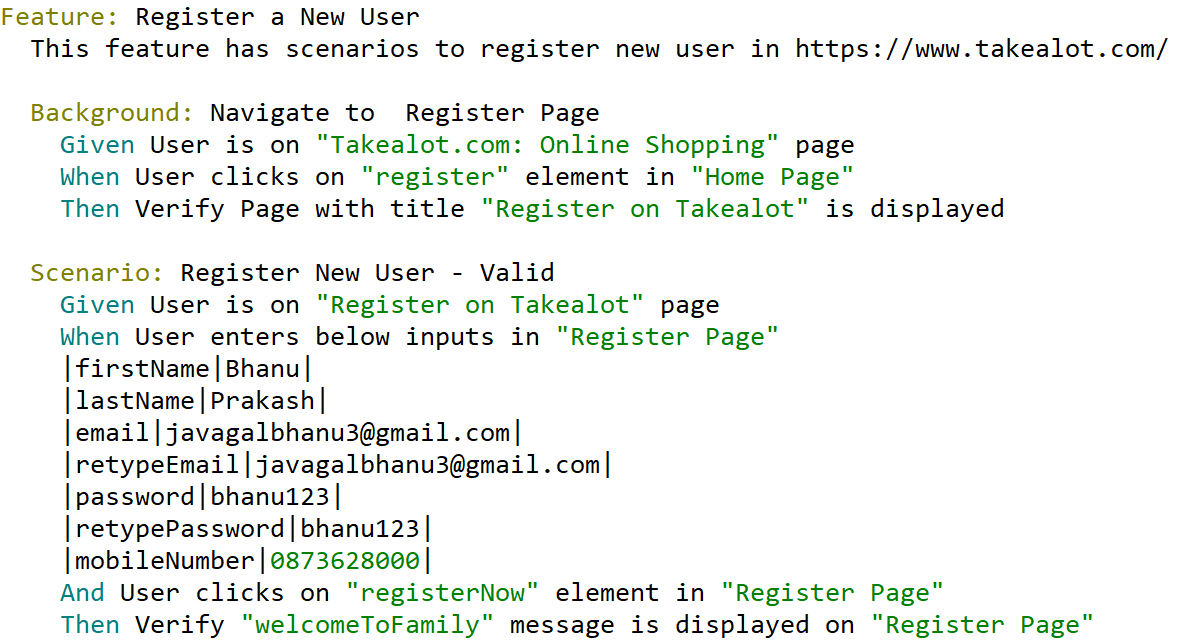 Feature: Register a New User
This feature has scenarios to register new user in https://www.takealot.com/
Background: Navigate to  Register Page
Given User is on "Takealot.com: Online Shopping" page
When User clicks on "register" element in "Home Page"
Then Verify Page with title "Register on Takealot" is displayed
Scenario: Register New User - Valid
Given User is on "Register on Takealot" page
When User enters below inputs in "Register Page"
|firstName|Bhanu|
|lastName|Prakash|
|email|javagalbhanu3@gmail.com|
|retypeEmail|javagalbhanu3@gmail.com|
|password|bhanu123|
|retypePassword|bhanu123|
|mobileNumber|0873628000|
And User clicks on "registerNow" element in "Register Page"
Then Verify "welcomeToFamily" message is displayed on "Register Page"